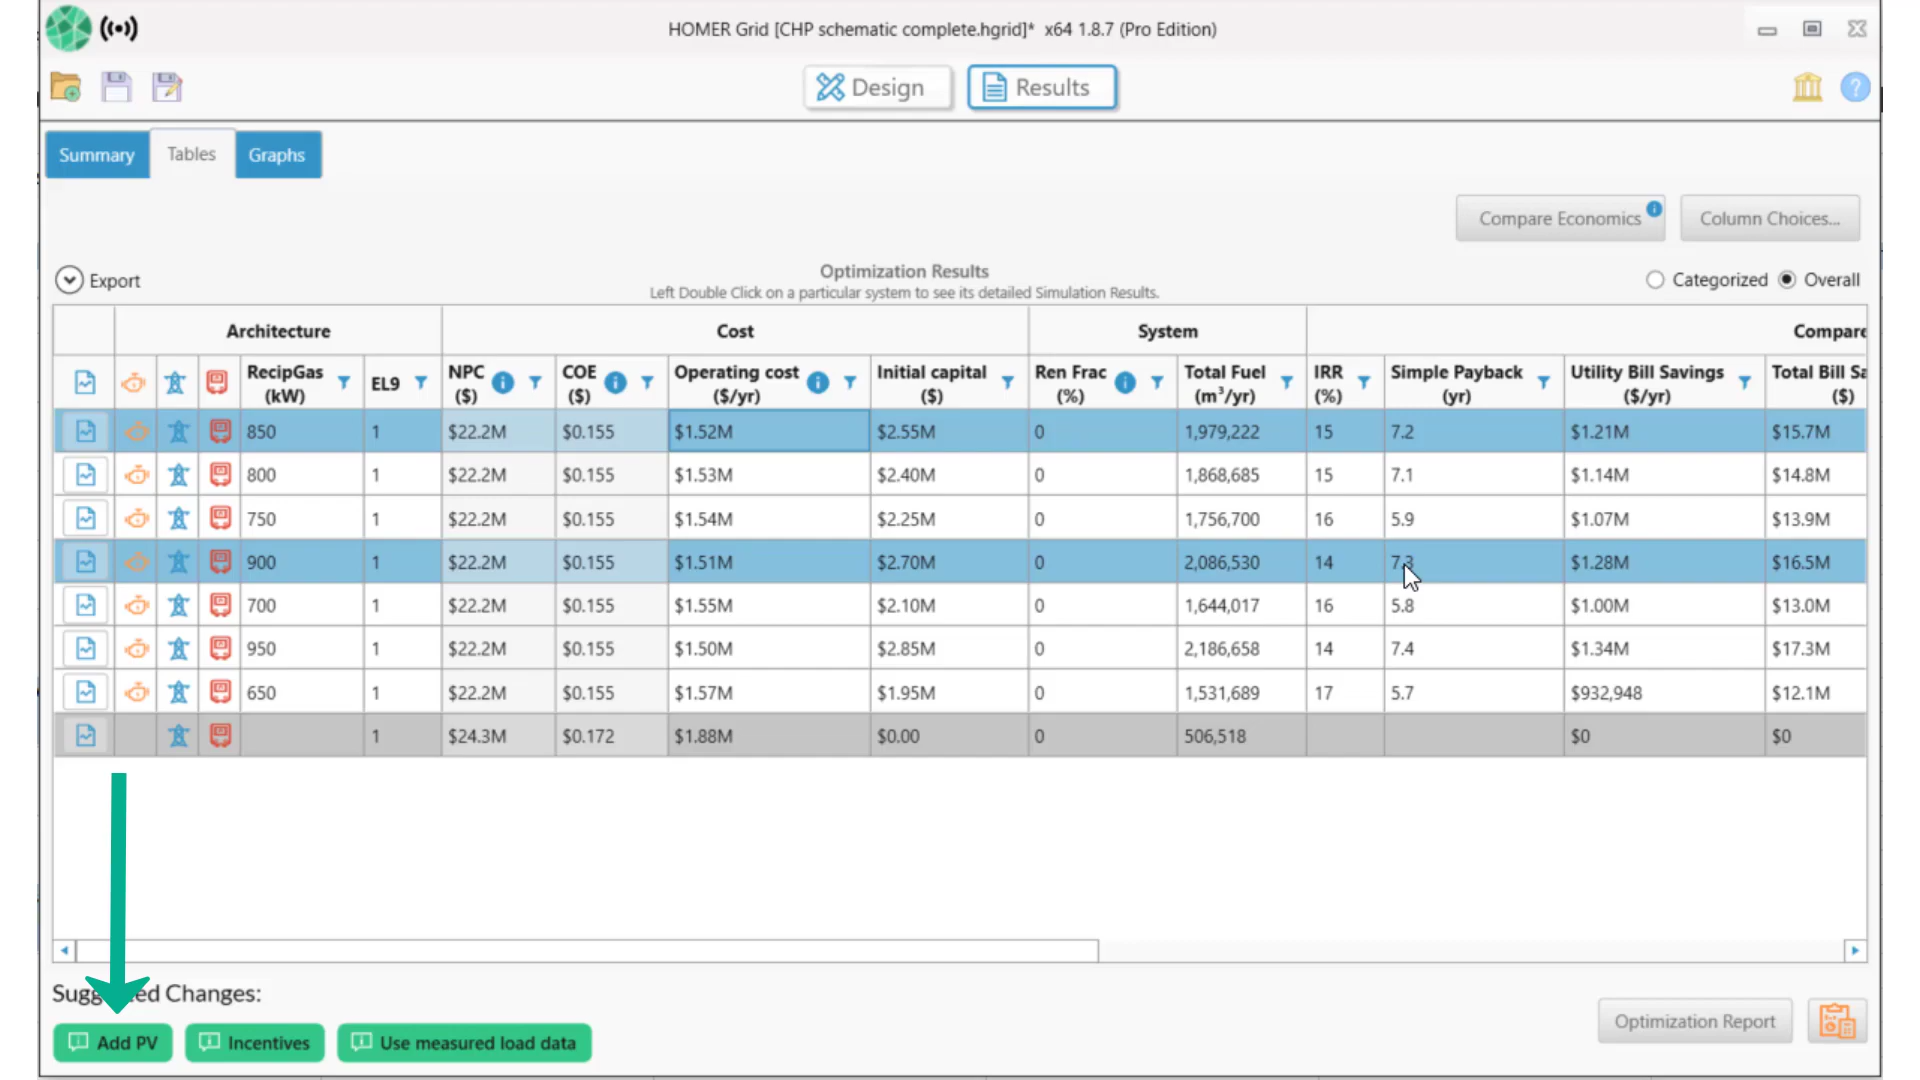 HOMER Grid [CHP schematic complete.hgrid]* x64 1.8.7 (Pro Edition)
Design
Results
?
Summary
Tables
Graphs
Compare Economics
Column Choices...
Export
Optimization Results
Left Double Click on a particular system to see its detailed Simulation Results.
Categorized
Overall
Architecture Cost System Compare
RecipGas (kW) EL9 NPC ($) COE ($) Operating cost ($/yr) Initial capital ($) Ren Frac (%) Total Fuel (m³/yr) IRR (%) Simple Payback (yr) Utility Bill Savings ($/yr) Total Bill Sa ($)
850 1 $22.2M $0.155 $1.52M $2.55M 0 1,979,222 15 7.2 $1.21M $15.7M
800 1 $22.2M $0.155 $1.53M $2.40M 0 1,868,685 15 7.1 $1.14M $14.8M
750 1 $22.2M $0.155 $1.54M $2.25M 0 1,756,700 16 5.9 $1.07M $13.9M
900 1 $22.2M $0.155 $1.51M $2.70M 0 2,086,530 14 7.3 $1.28M $16.5M
700 1 $22.2M $0.155 $1.55M $2.10M 0 1,644,017 16 5.8 $1.00M $13.0M
950 1 $22.2M $0.155 $1.50M $2.85M 0 2,186,658 14 7.4 $1.34M $17.3M
650 1 $22.2M $0.155 $1.57M $1.95M 0 1,531,689 17 5.7 $932,948 $12.1M
1 $24.3M $0.172 $1.88M $0.00 0 506,518 $0 $0
Suggested Changes:
Add PV
Incentives
Use measured load data
Optimization Report